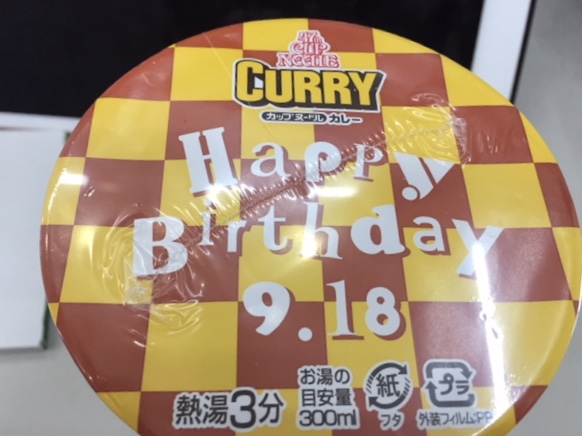 47th
CUP
NOODLE
CURRY
カップヌードル カレー
Happy
Birthday
9.18
熱湯3分
お湯の
目安量
300ml
紙
フタ
プラ
外装フィルム:PP